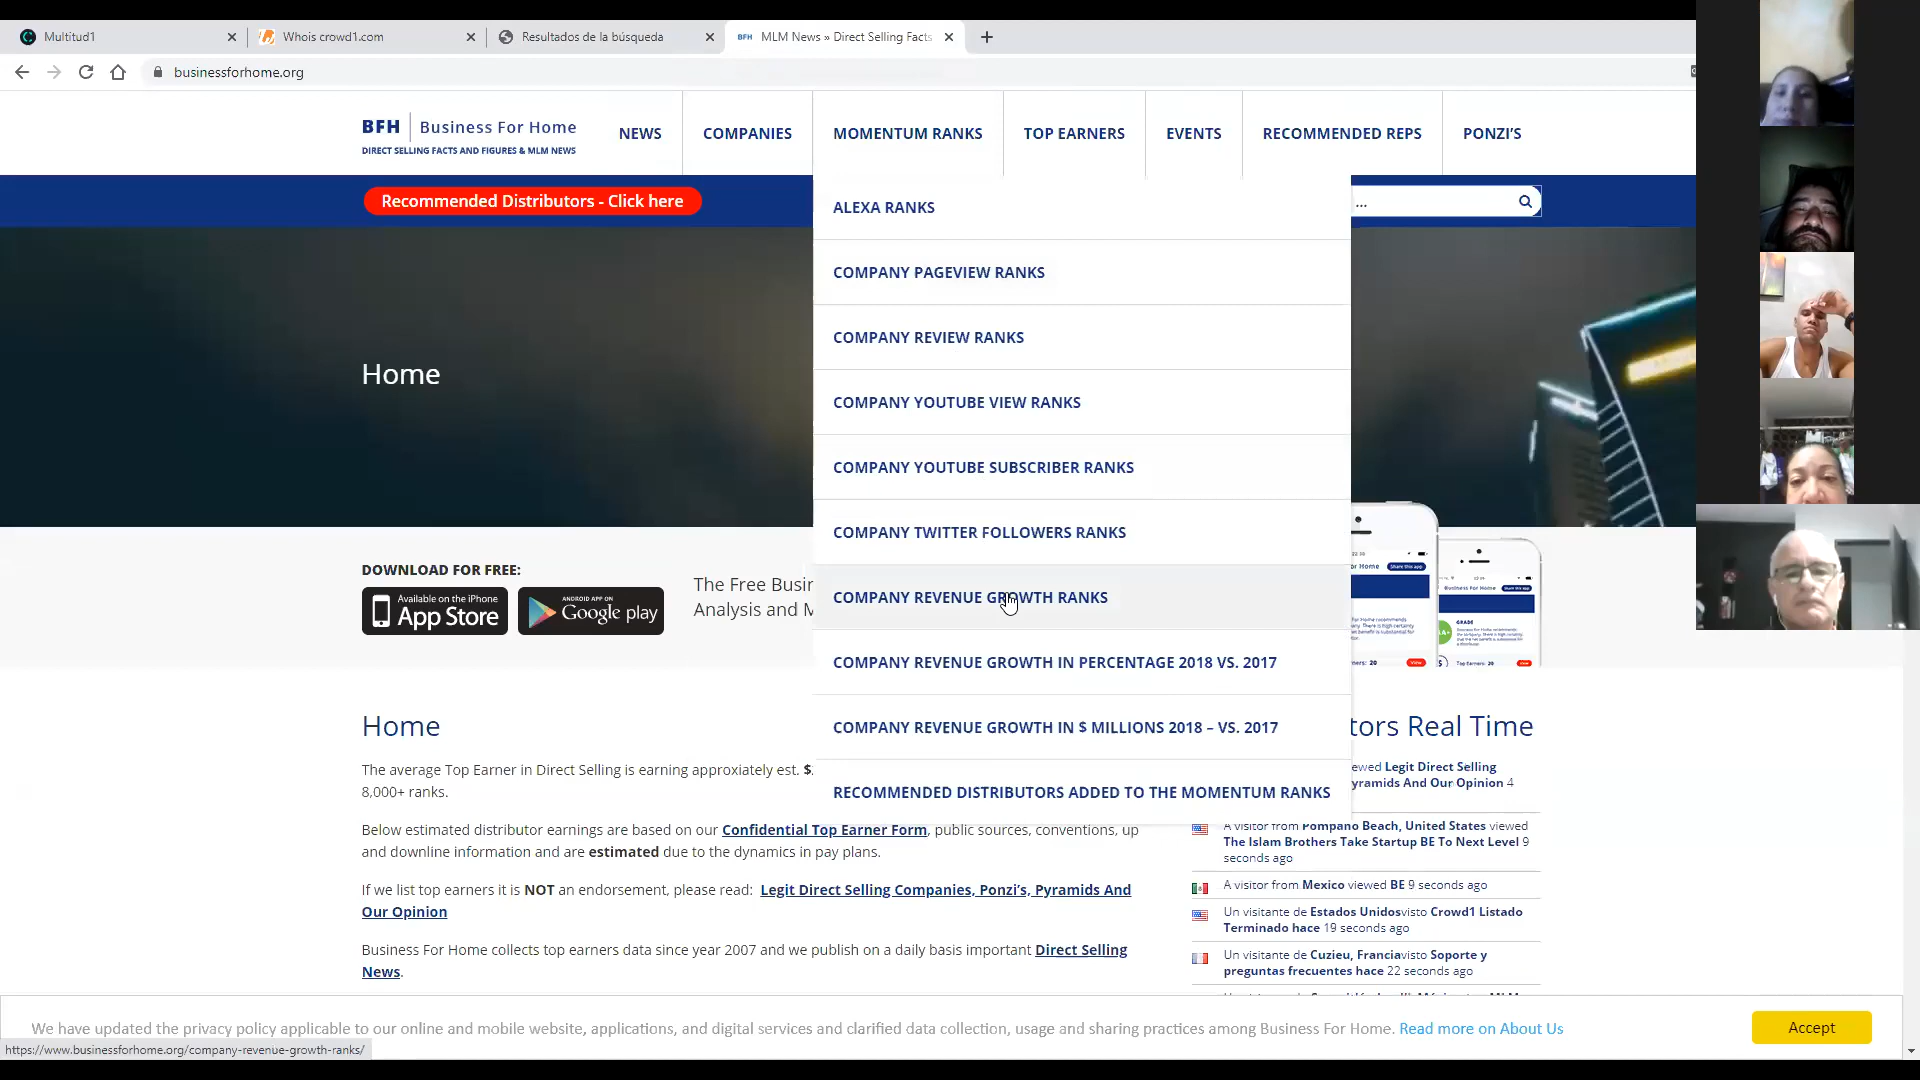 Multitud1
Whois crowd1.com
Resultados de la búsqueda
BFH MLM News » Direct Selling Facts
businessforhome.org
BFH Business For Home
DIRECT SELLING FACTS AND FIGURES & MLM NEWS
NEWS
COMPANIES
MOMENTUM RANKS
TOP EARNERS
EVENTS
RECOMMENDED REPS
PONZI'S
Recommended Distributors - Click here
...
ALEXA RANKS
COMPANY PAGEVIEW RANKS
COMPANY REVIEW RANKS
COMPANY YOUTUBE VIEW RANKS
COMPANY YOUTUBE SUBSCRIBER RANKS
COMPANY TWITTER FOLLOWERS RANKS
COMPANY REVENUE GROWTH RANKS
COMPANY REVENUE GROWTH IN PERCENTAGE 2018 VS. 2017
COMPANY REVENUE GROWTH IN $ MILLIONS 2018 – VS. 2017
RECOMMENDED DISTRIBUTORS ADDED TO THE MOMENTUM RANKS
Home
DOWNLOAD FOR FREE:
Available on the iPhone
App Store
ANDROID APP ON
Google play
The Free Busin
Analysis and M
Home
The average Top Earner in Direct Selling is earning approxiately est. $
8,000+ ranks.
Below estimated distributor earnings are based on our Confidential Top Earner Form, public sources, conventions, up
and downline information and are estimated due to the dynamics in pay plans.
If we list top earners it is NOT an endorsement, please read: Legit Direct Selling Companies, Ponzi's, Pyramids And
Our Opinion
Business For Home collects top earners data since year 2007 and we publish on a daily basis important Direct Selling
News.
tors Real Time
ewed Legit Direct Selling
yramids And Our Opinion 4
A visitor from Pompano Beach, United States viewed
The Islam Brothers Take Startup BE To Next Level 9
seconds ago
A visitor from Mexico viewed BE 9 seconds ago
Un visitante de Estados Unidosvisto Crowd1 Listado
Terminado hace 19 seconds ago
Un visitante de Cuzieu, Franciavisto Soporte y
preguntas frecuentes hace 22 seconds ago
We have updated the privacy policy applicable to our online and mobile website, applications, and digital services and clarified data collection, usage and sharing practices among Business For Home. Read more on About Us
Accept
https://www.businessforhome.org/company-revenue-growth-ranks/